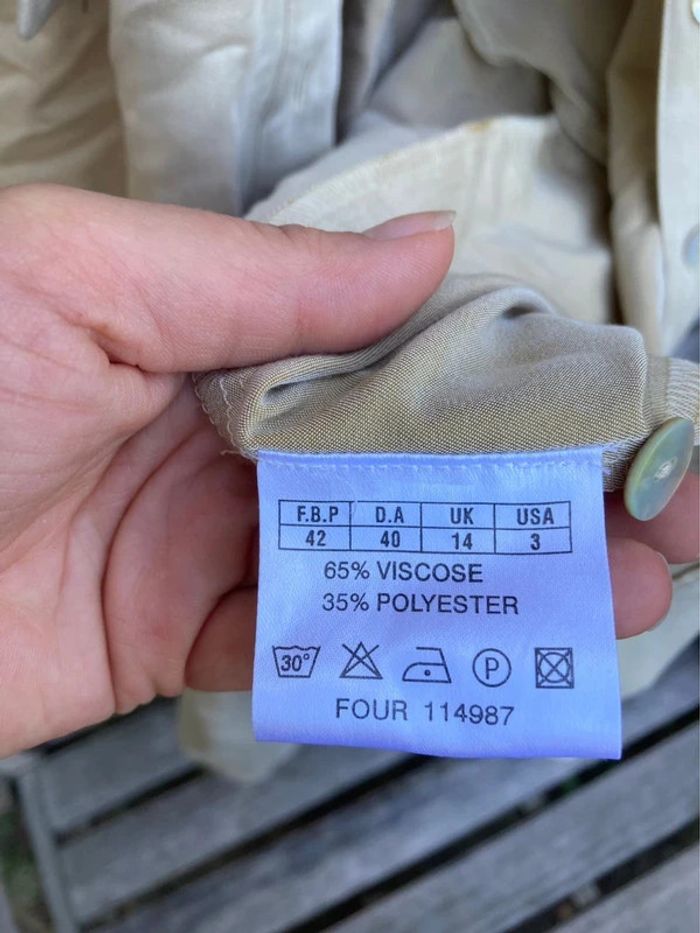 F.B.P D.A UK USA
42 40 14 3
65% VISCOSE
35% POLYESTER
30° P
FOUR 114987